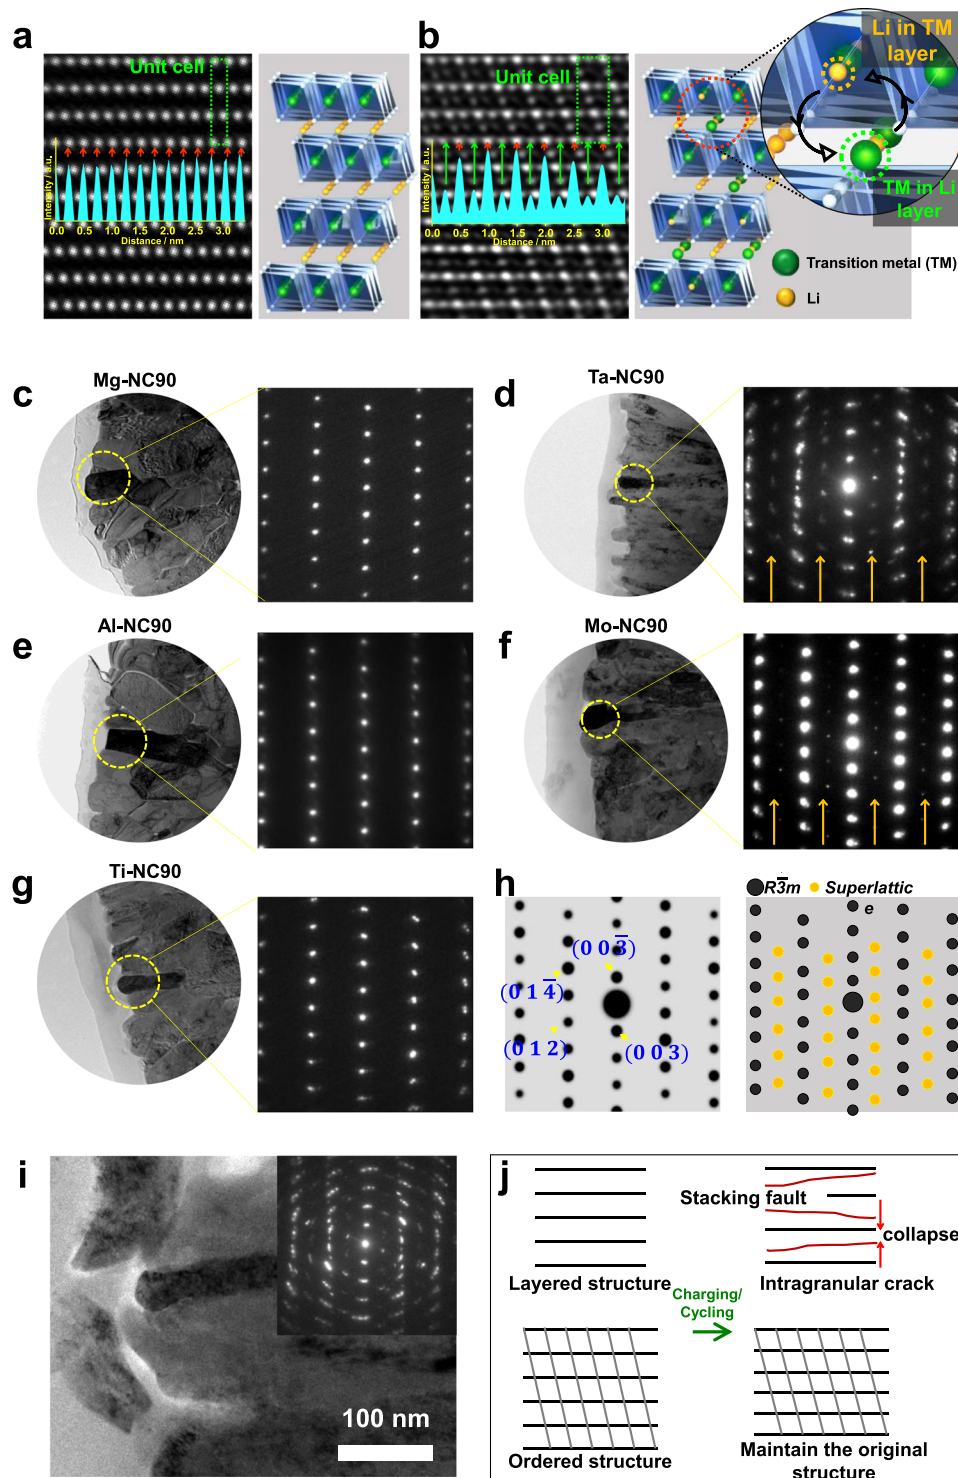 a
Unit cell
Intensity / a.u.
0.0 0.5 1.0 1.5 2.0 2.5 3.0
Distance / nm
b
Unit cell
Intensity / a.u.
0.0 0.5 1.0 1.5 2.0 2.5 3.0
Distance / nm
Li in TM
layer
TM in Li
layer
Transition metal (TM)
Li
c
Mg-NC90
d
Ta-NC90
e
Al-NC90
f
Mo-NC90
g
Ti-NC90
h
(0 0 3̅)
(0 1 4̅)
(0 1 2)
(0 0 3)
R3̅m
Superlattic
e
i
100 nm
j
Layered structure
Stacking fault
collapse
Intragranular crack
Charging/
Cycling
Ordered structure
Maintain the original
structure